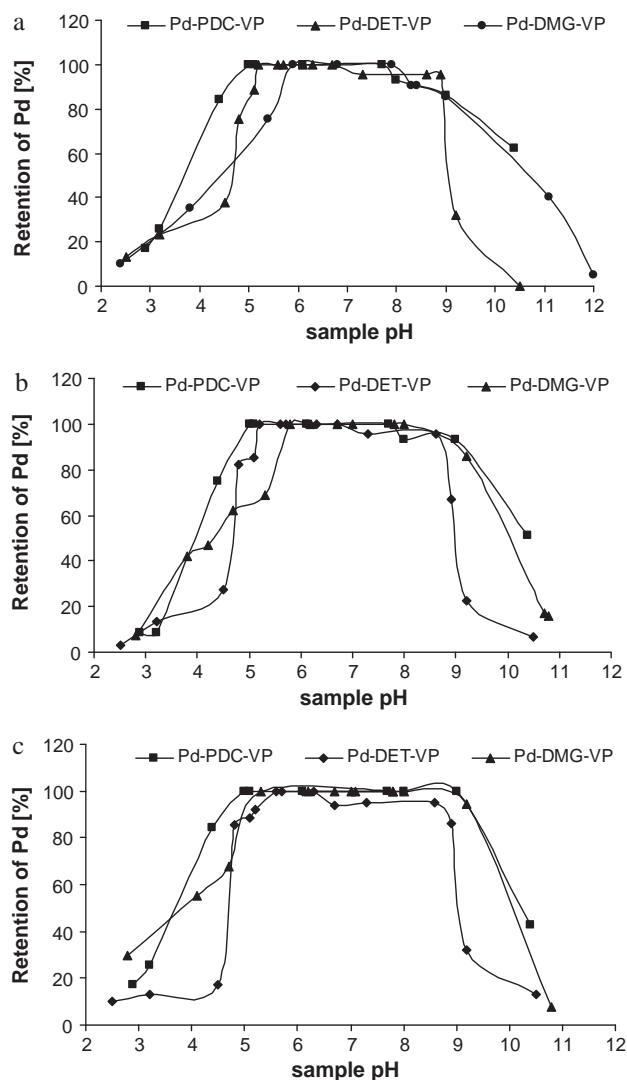 a
Pd-PDC-VP Pd-DET-VP Pd-DMG-VP
Retention of Pd [%]
120
100
80
60
40
20
0
2 3 4 5 6 7 8 9 10 11 12
sample pH
b
Pd-PDC-VP Pd-DET-VP Pd-DMG-VP
Retention of Pd [%]
120
100
80
60
40
20
0
2 3 4 5 6 7 8 9 10 11 12
sample pH
c
Pd-PDC-VP Pd-DET-VP Pd-DMG-VP
Retention of Pd [%]
120
100
80
60
40
20
0
2 3 4 5 6 7 8 9 10 11 12
sample pH